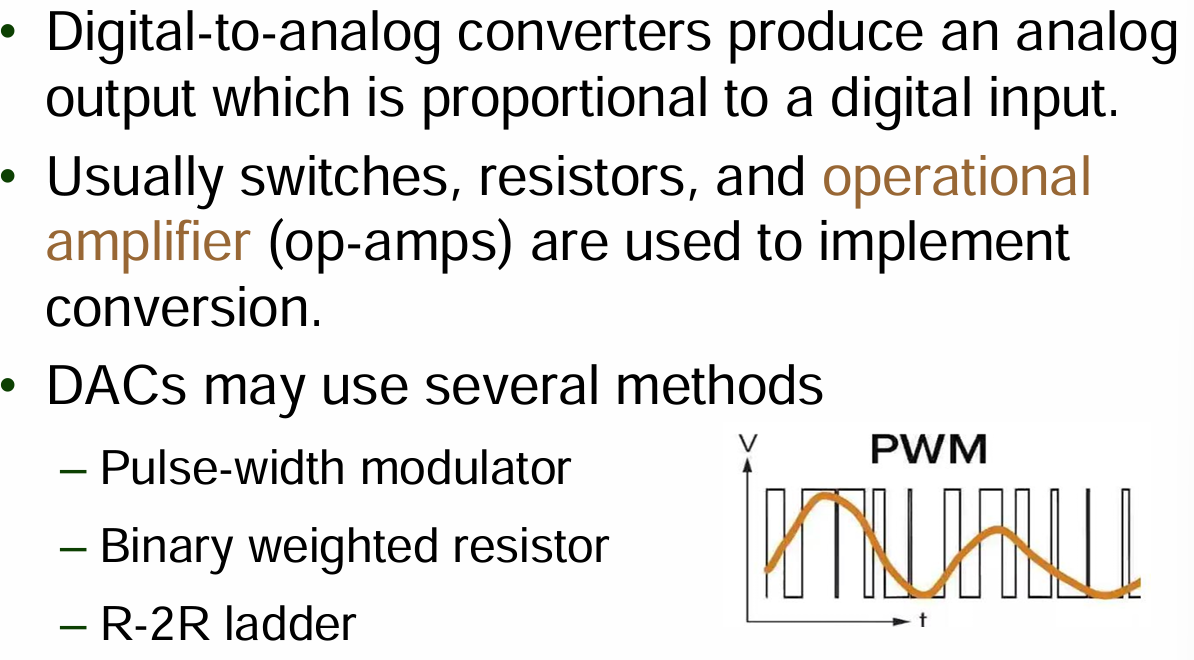 • Digital-to-analog converters produce an analog
output which is proportional to a digital input.
• Usually switches, resistors, and operational
amplifier (op-amps) are used to implement
conversion.
• DACs may use several methods
– Pulse-width modulator
– Binary weighted resistor
– R-2R ladder
V
PWM
t